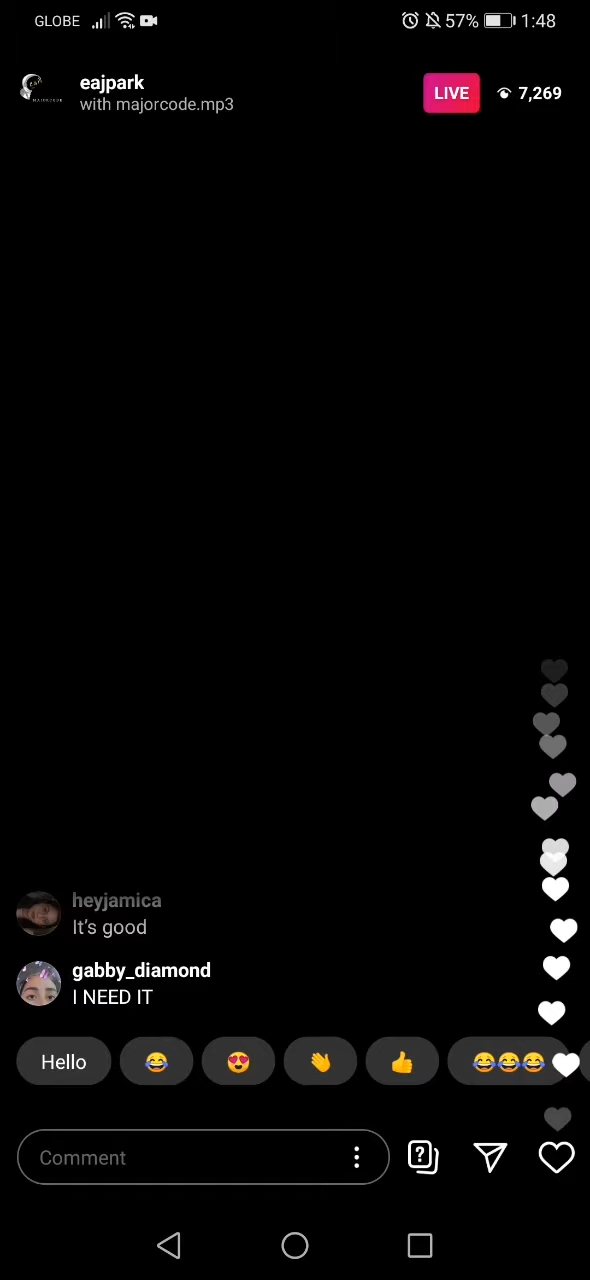 GLOBE
57%
1:48
eajpark
with majorcode.mp3
LIVE
7,269
heyjamica
It's good
gabby_diamond
I NEED IT
Hello
Comment